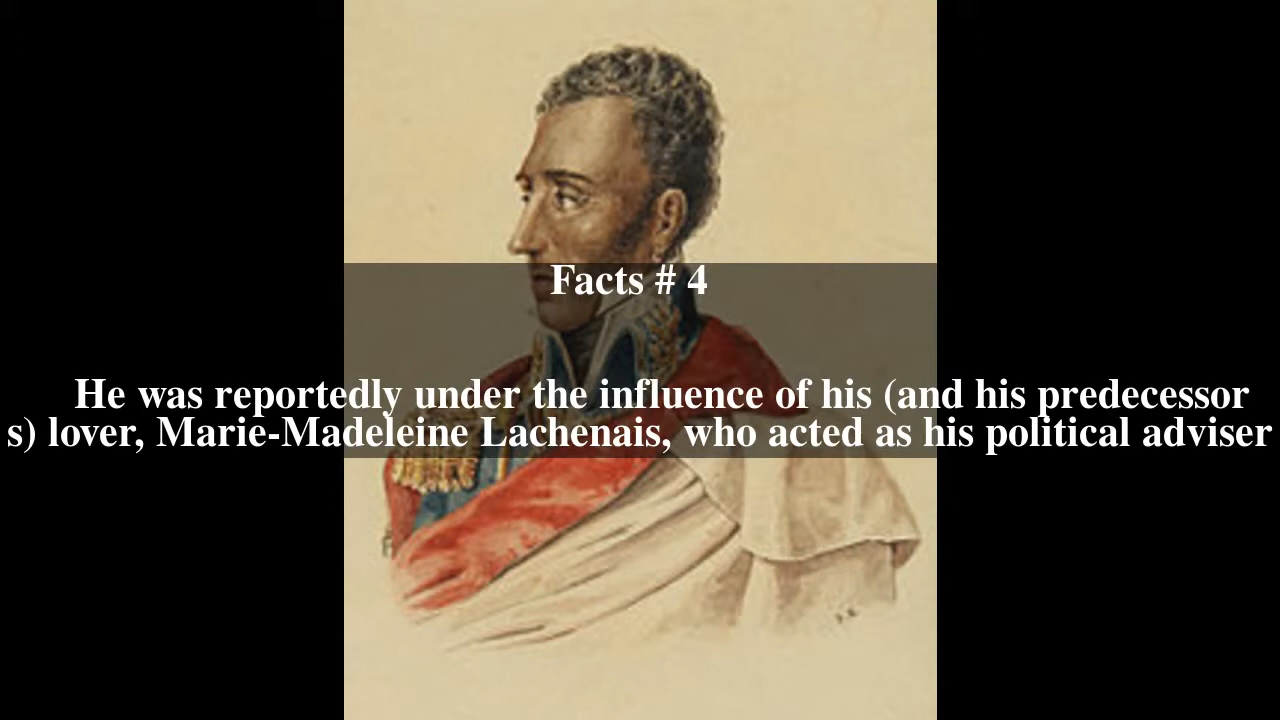 Facts # 4
He was reportedly under the influence of his (and his predecessor
s) lover, Marie-Madeleine Lachenais, who acted as his political adviser